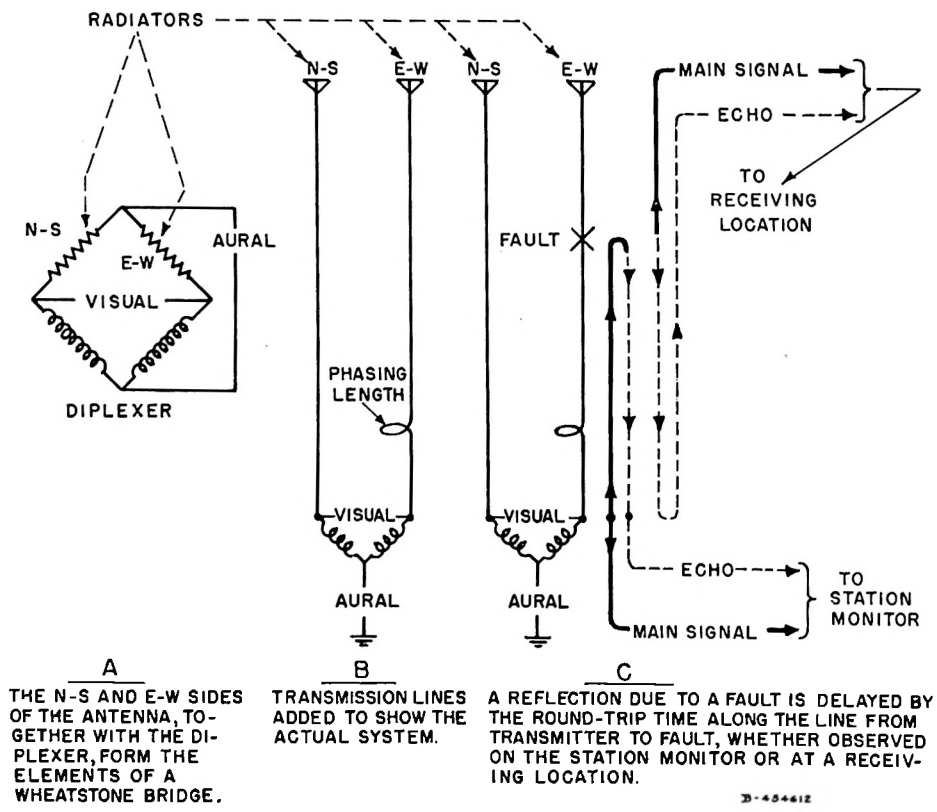 RADIATORS
N-S
E-W
N-S
E-W
MAIN SIGNAL
ECHO
TO
RECEIVING
LOCATION
N-S
E-W
AURAL
VISUAL
DIPLEXER
FAULT
PHASING
LENGTH
VISUAL
VISUAL
AURAL
AURAL
ECHO
MAIN SIGNAL
TO
STATION
MONITOR
A
THE N-S AND E-W SIDES
OF THE ANTENNA, TO-
GETHER WITH THE DI-
PLEXER, FORM THE
ELEMENTS OF A
WHEATSTONE BRIDGE.
B
TRANSMISSION LINES
ADDED TO SHOW THE
ACTUAL SYSTEM.
C
A REFLECTION DUE TO A FAULT IS DELAYED BY
THE ROUND-TRIP TIME ALONG THE LINE FROM
TRANSMITTER TO FAULT, WHETHER OBSERVED
ON THE STATION MONITOR OR AT A RECEIV-
ING LOCATION.
B-454612